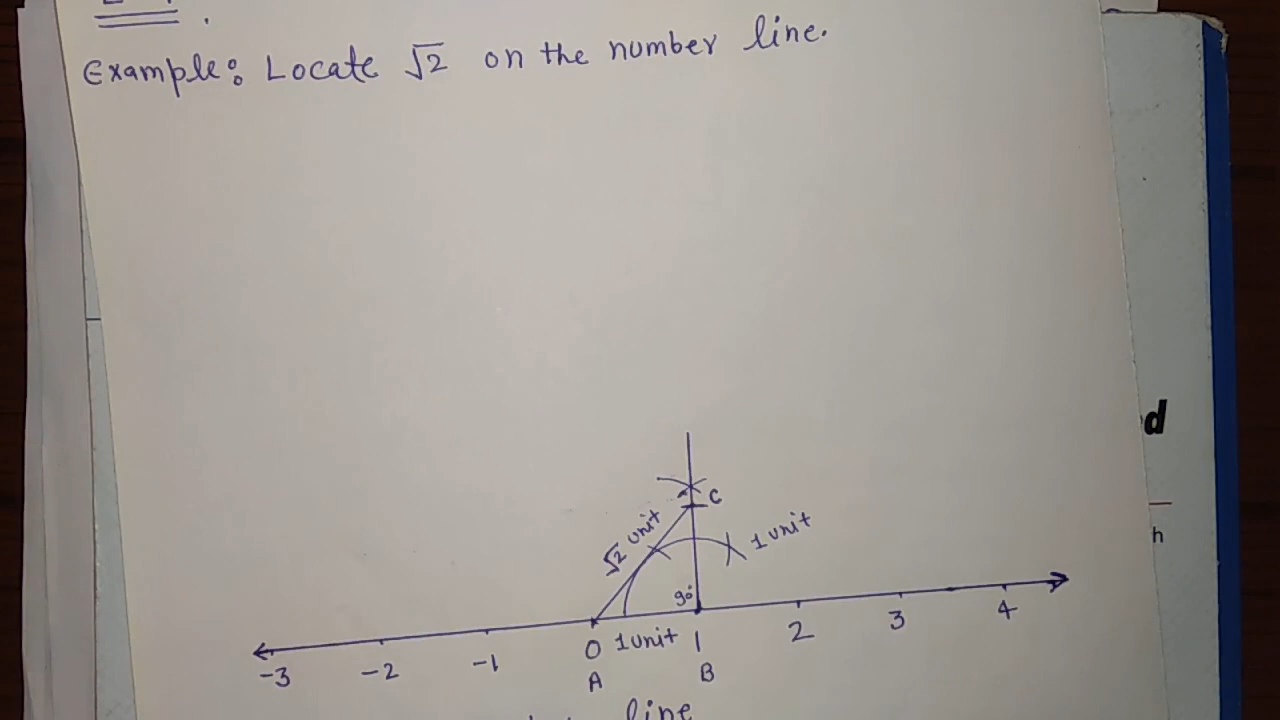 Example: Locate √2 on the number line.
d
h
C
√2 unit
1 unit
90°
-3 -2 -1 0 1 unit 1 2 3 4
A B
line